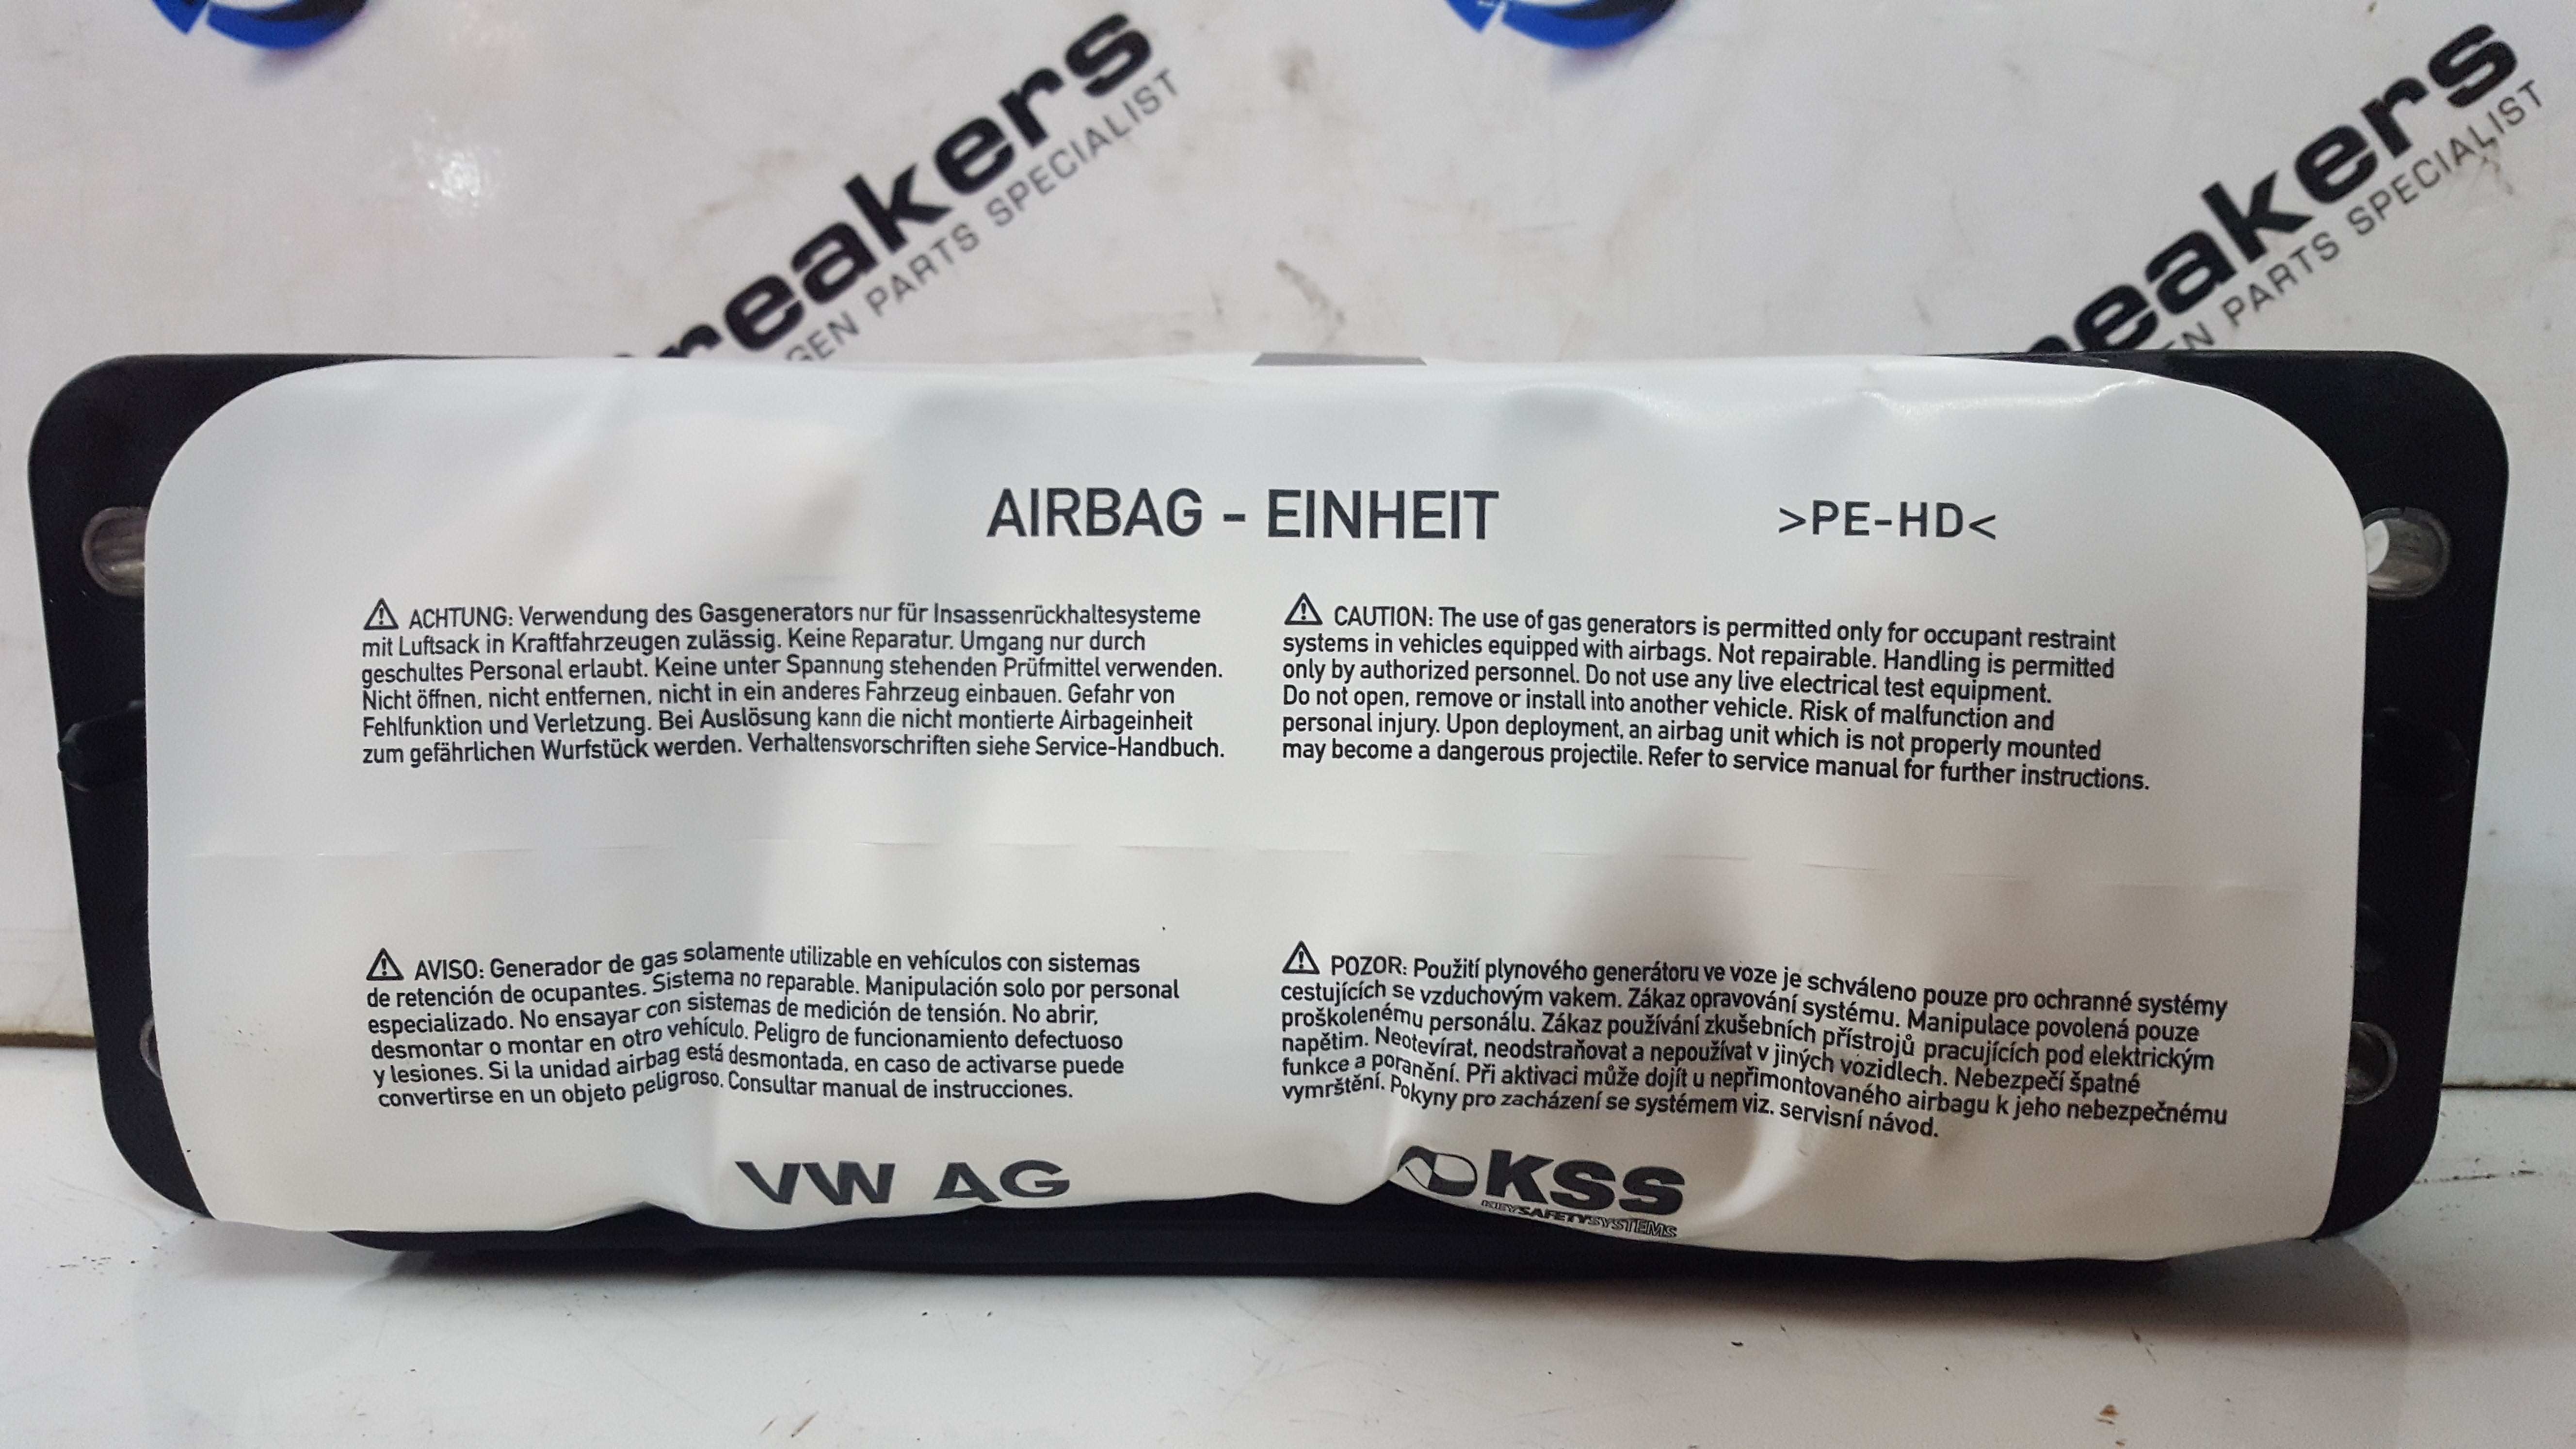 reakers
GEN PARTS SPECIALIST
eakers
EN PARTS SPECIALIST
AIRBAG - EINHEIT
>PE-HD<
⚠ ACHTUNG: Verwendung des Gasgenerators nur für Insassenrückhaltesysteme
mit Luftsack in Kraftfahrzeugen zulässig. Keine Reparatur. Umgang nur durch
geschultes Personal erlaubt. Keine unter Spannung stehenden Prüfmittel verwenden.
Nicht öffnen, nicht entfernen, nicht in ein anderes Fahrzeug einbauen. Gefahr von
Fehlfunktion und Verletzung. Bei Auslösung kann die nicht montierte Airbageinheit
zum gefährlichen Wurfstück werden. Verhaltensvorschriften siehe Service-Handbuch.
⚠ CAUTION: The use of gas generators is permitted only for occupant restraint
systems in vehicles equipped with airbags. Not repairable. Handling is permitted
only by authorized personnel. Do not use any live electrical test equipment.
Do not open, remove or install into another vehicle. Risk of malfunction and
personal injury. Upon deployment, an airbag unit which is not properly mounted
may become a dangerous projectile. Refer to service manual for further instructions.
⚠ AVISO: Generador de gas solamente utilizable en vehículos con sistemas
de retención de ocupantes. Sistema no reparable. Manipulación solo por personal
especializado. No ensayar con sistemas de medición de tensión. No abrir,
desmontar o montar en otro vehículo. Peligro de funcionamiento defectuoso
y lesiones. Si la unidad airbag está desmontada, en caso de activarse puede
convertirse en un objeto peligroso. Consultar manual de instrucciones.
⚠ POZOR: Použití plynového generátoru ve voze je schváleno pouze pro ochranné systémy
cestujících se vzduchovým vakem. Zákaz opravování systému. Manipulace povolená pouze
proškolenému personálu. Zákaz používání zkušebních přístrojů pracujících pod elektrickým
napětim. Neotevírat, neodstraňovat a nepoužívat v jiných vozidlech. Nebezpečí špatné
funkce a poranění. Při aktivaci může dojít u nepřimontovaného airbagu k jeho nebezpečnému
vymrštění. Pokyny pro zacházení se systémem viz. servisní návod.
VW AG
KSS
KEYSAFETYSYSTEMS